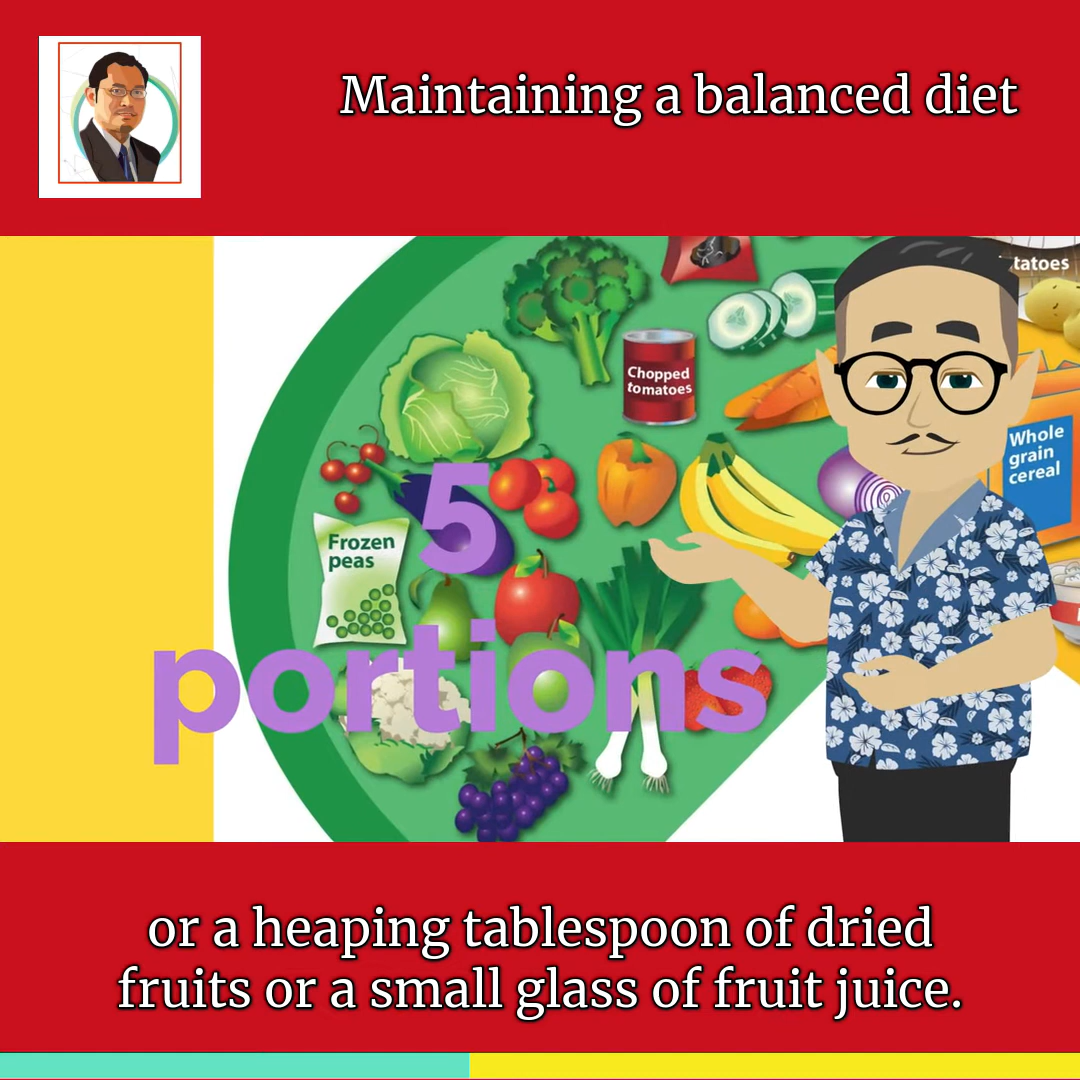 Maintaining a balanced diet
tatoes
Chopped
tomatoes
Whole
grain
cereal
5
Frozen
peas
portions
or a heaping tablespoon of dried
fruits or a small glass of fruit juice.